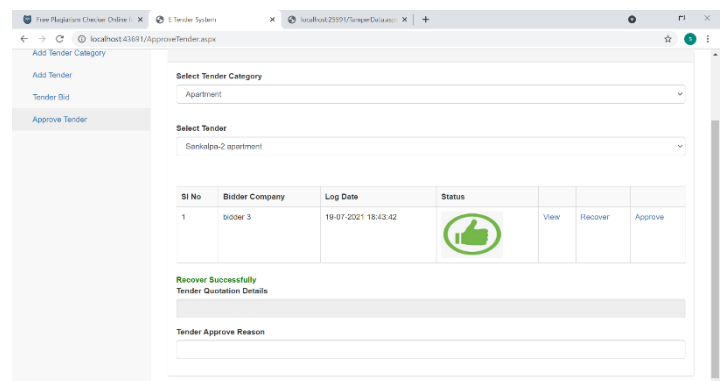 Free Plagiarism Checker Online f
E Tender System
localhost:25591/TamperData.asp
localhost:43691/ApproveTender.aspx
Add Tender Category
Add Tender
Tender Bid
Approve Tender
Select Tender Category
Apartment
Select Tender
Sankalpa-2 apartment
Sl No Bidder Company Log Date Status
1 bidder 3 19-07-2021 18:43:42 View Recover Approve
Recover Successfully
Tender Quotation Details
Tender Approve Reason